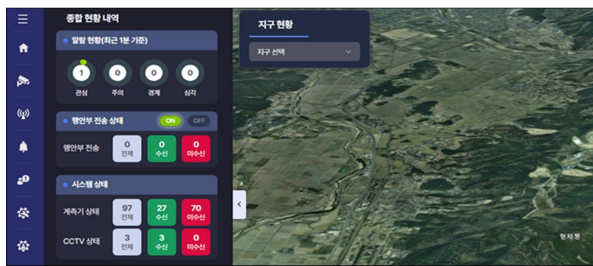 종합 현황 내역
알람 현황(최근 1분 기준)
1 0 0 0
관심 주의 경계 심각
행안부 전송 상태 ON OFF
행안부 전송 0 전체 0 수신 0 미수신
시스템 상태
계측기 상태 97 전체 27 수신 70 미수신
CCTV 상태 3 전체 3 수신 0 미수신
지구 현황
지구 선택
형제봉